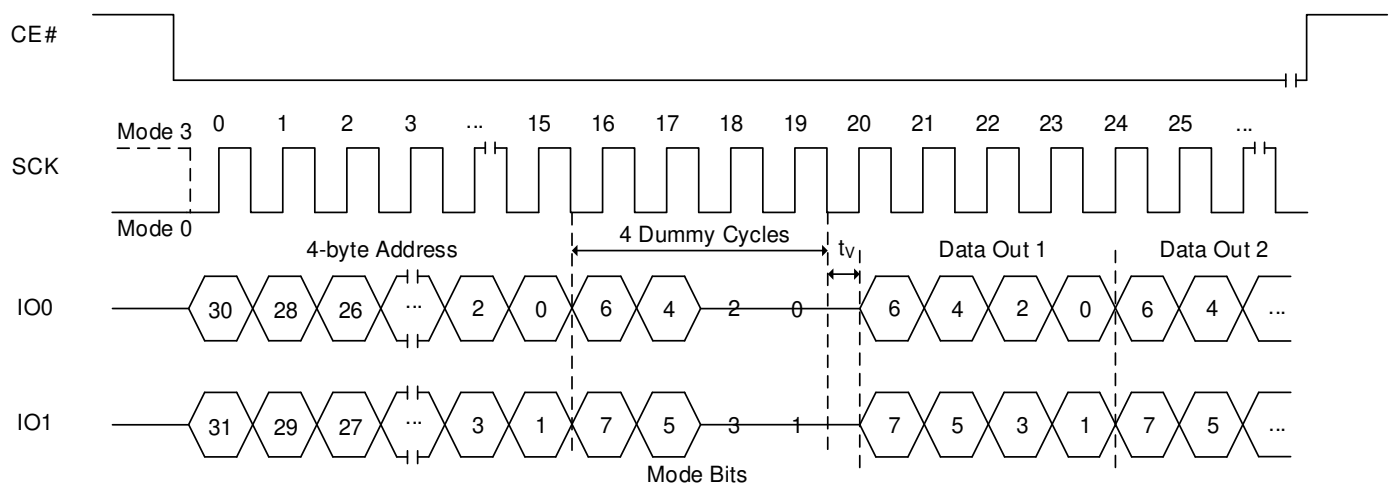 CE#
Mode 3 0 1 2 3 ... 15 16 17 18 19 20 21 22 23 24 25 ...
SCK
Mode 0
4-byte Address 4 Dummy Cycles tV Data Out 1 Data Out 2
IO0 30 28 26 ... 2 0 6 4 2 0 6 4 2 0 6 4 ...
IO1 31 29 27 ... 3 1 7 5 3 1 7 5 3 1 7 5 ...
Mode Bits